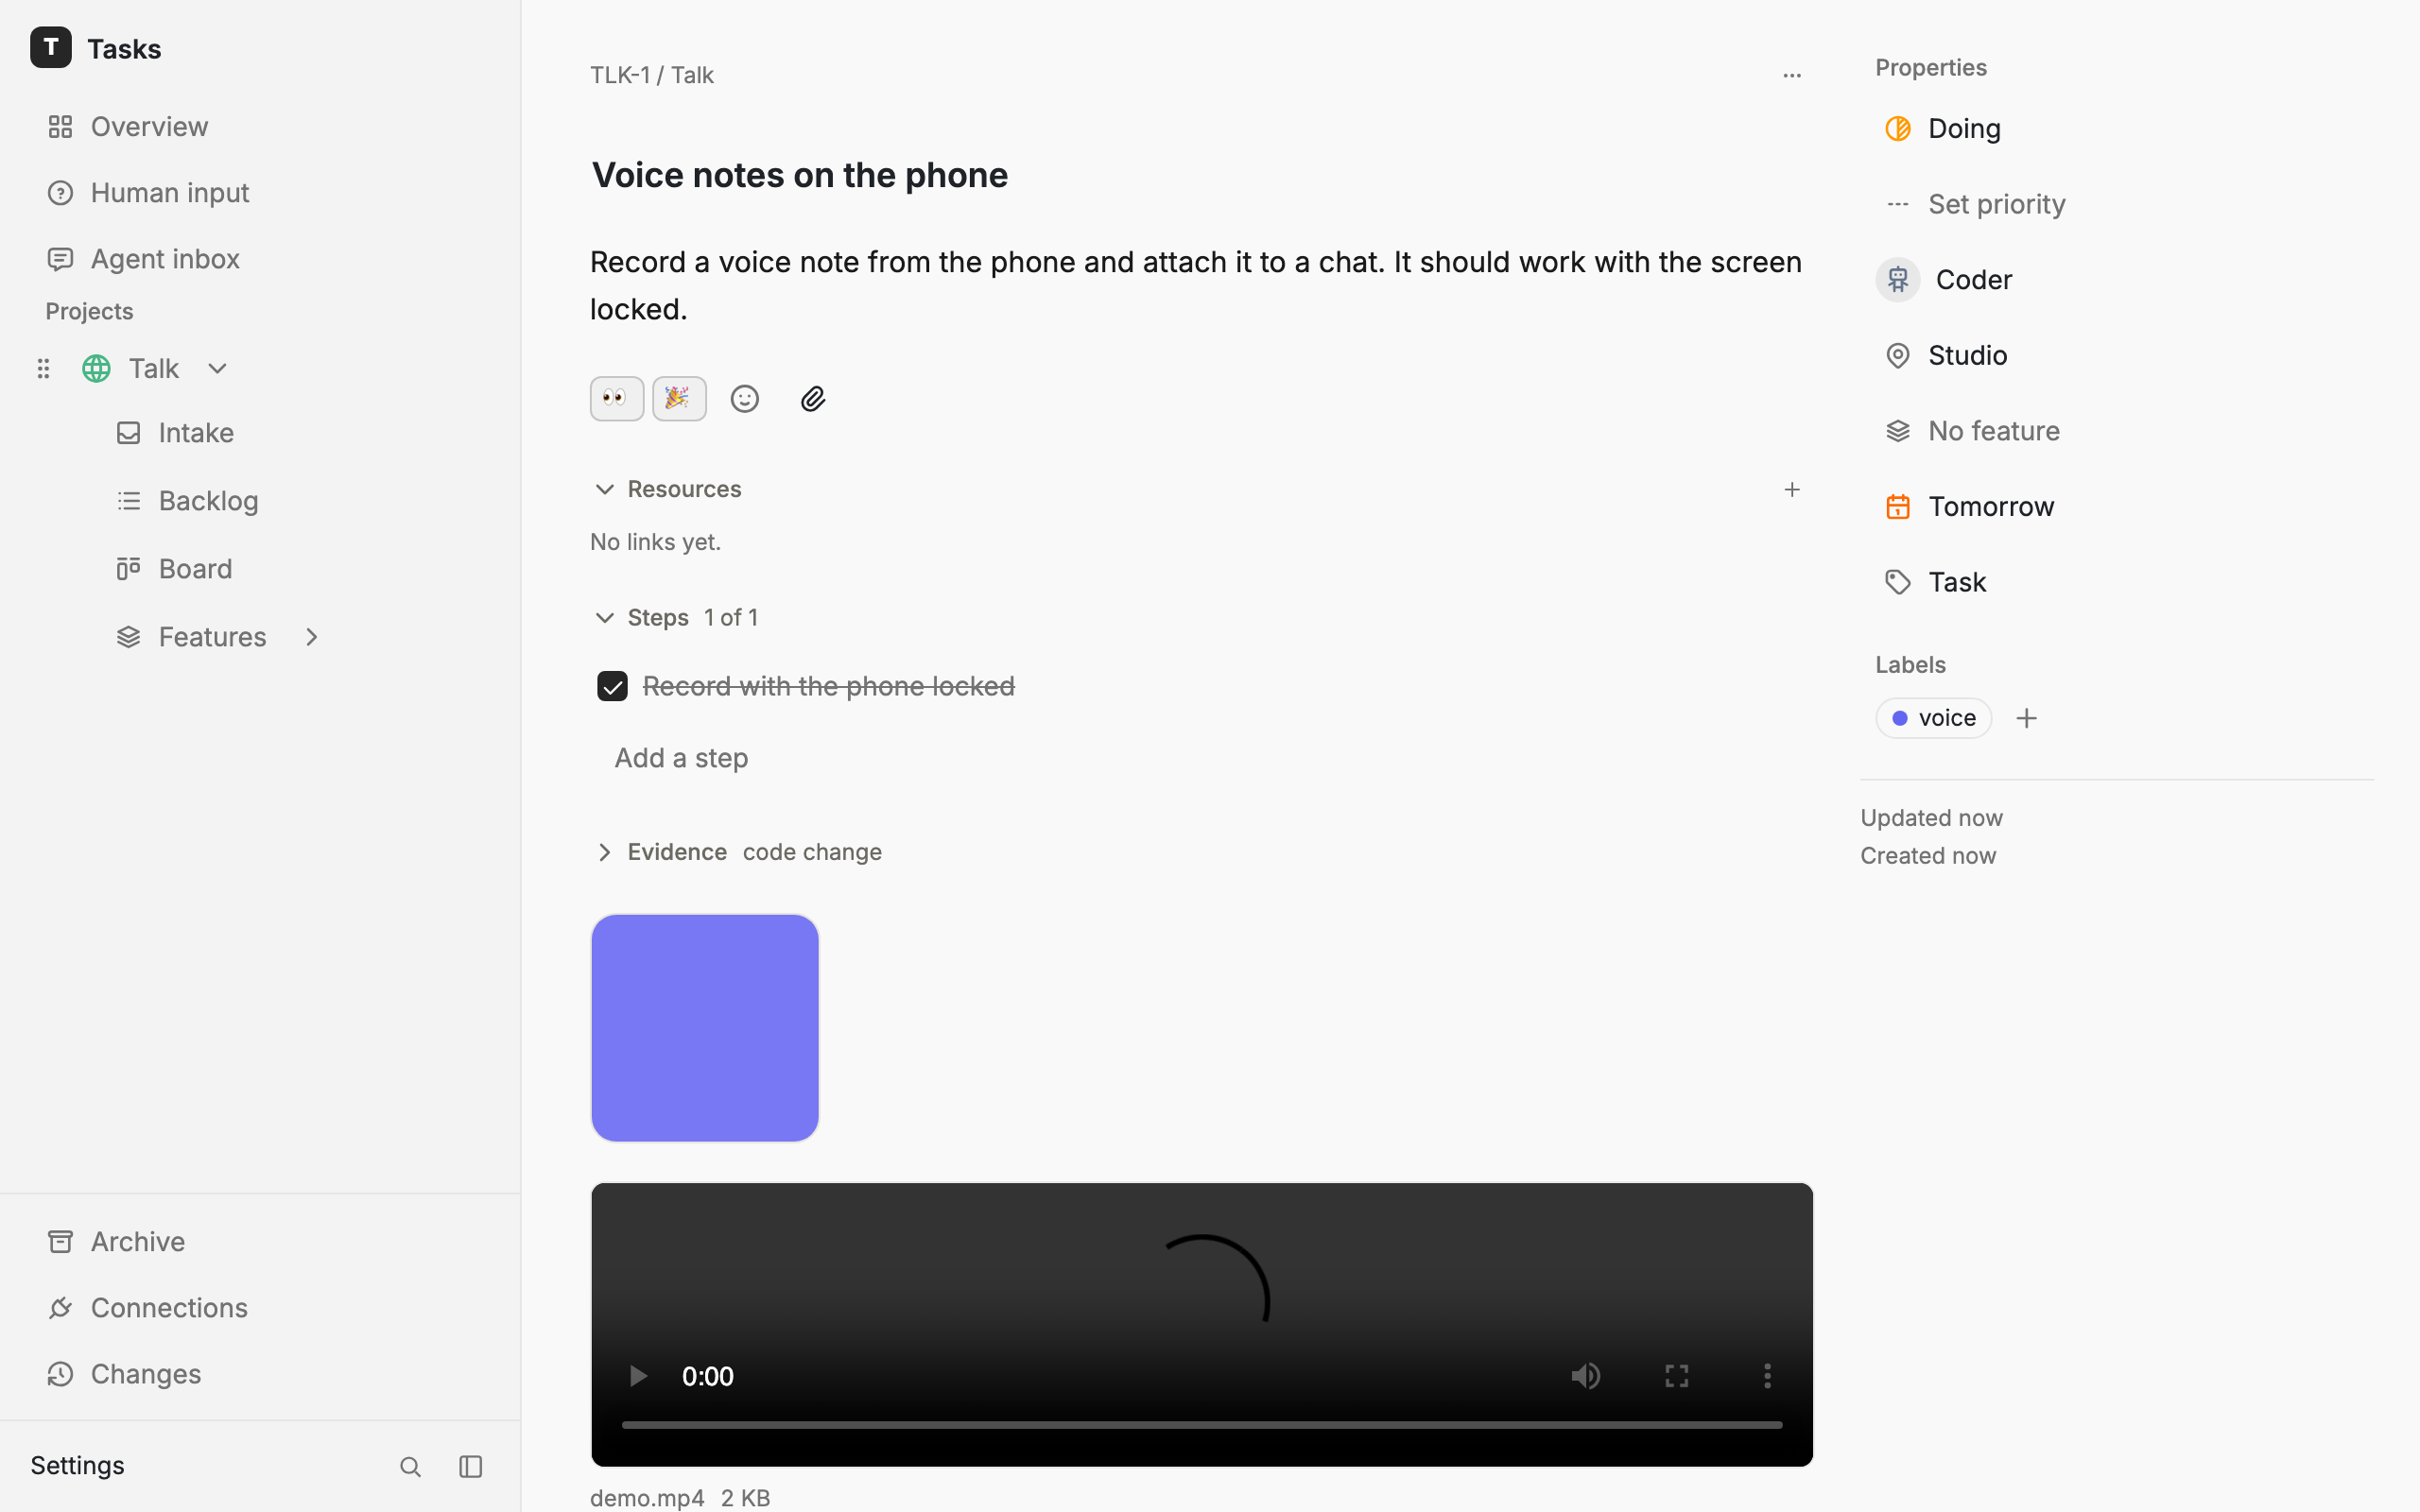 T Tasks
Overview
Human input
Agent inbox
Projects
Talk
Intake
Backlog
Board
Features
Archive
Connections
Changes
Settings
TLK-1 / Talk
Voice notes on the phone
Record a voice note from the phone and attach it to a chat. It should work with the screen
locked.
Resources
No links yet.
Steps 1 of 1
Record with the phone locked
Add a step
Evidence code change
0:00
demo.mp4 2 KB
Properties
Doing
Set priority
Coder
Studio
No feature
Tomorrow
Task
Labels
voice
Updated now
Created now